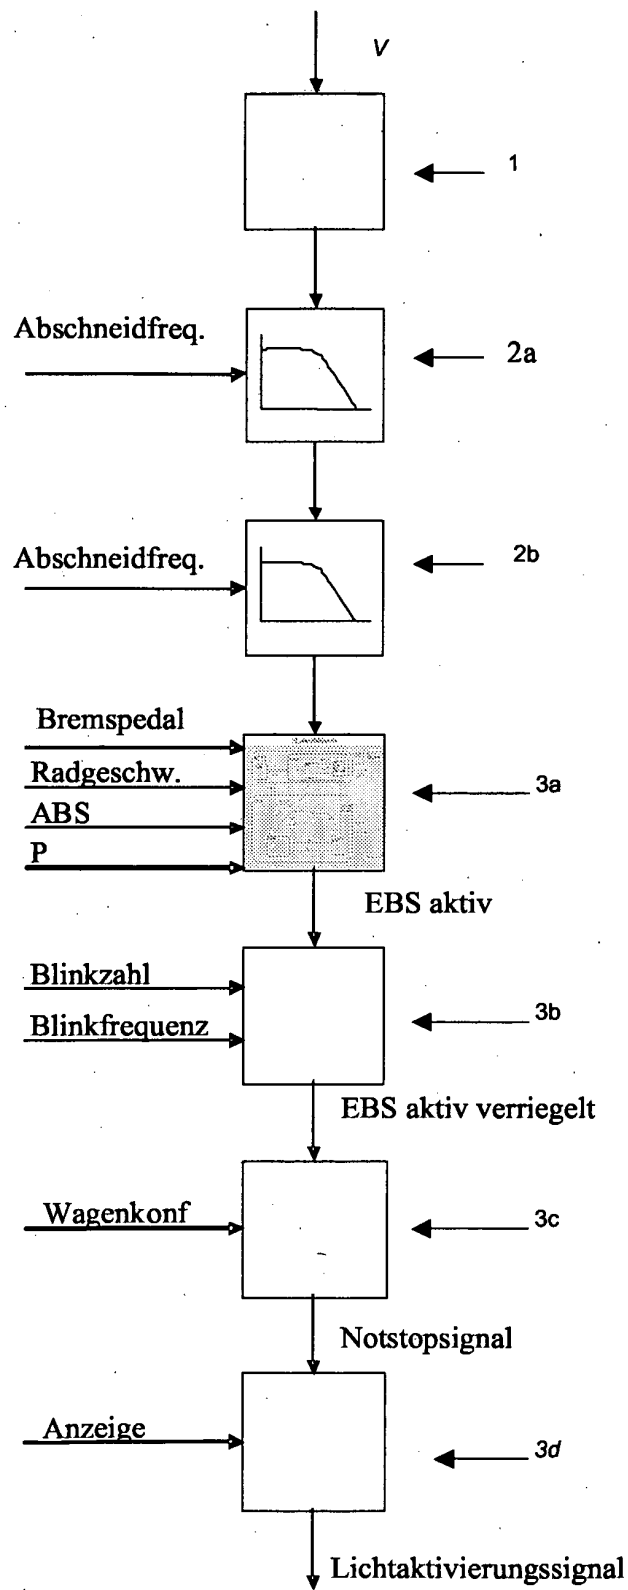 V
1
Abschneidfreq.
2a
Abschneidfreq.
2b
Bremspedal
Radgeschw.
3a
ABS
P
EBS aktiv
Blinkzahl
3b
Blinkfrequenz
EBS aktiv verriegelt
Wagenkonf
3c
Notstopsignal
Anzeige
3d
Lichtaktivierungssignal